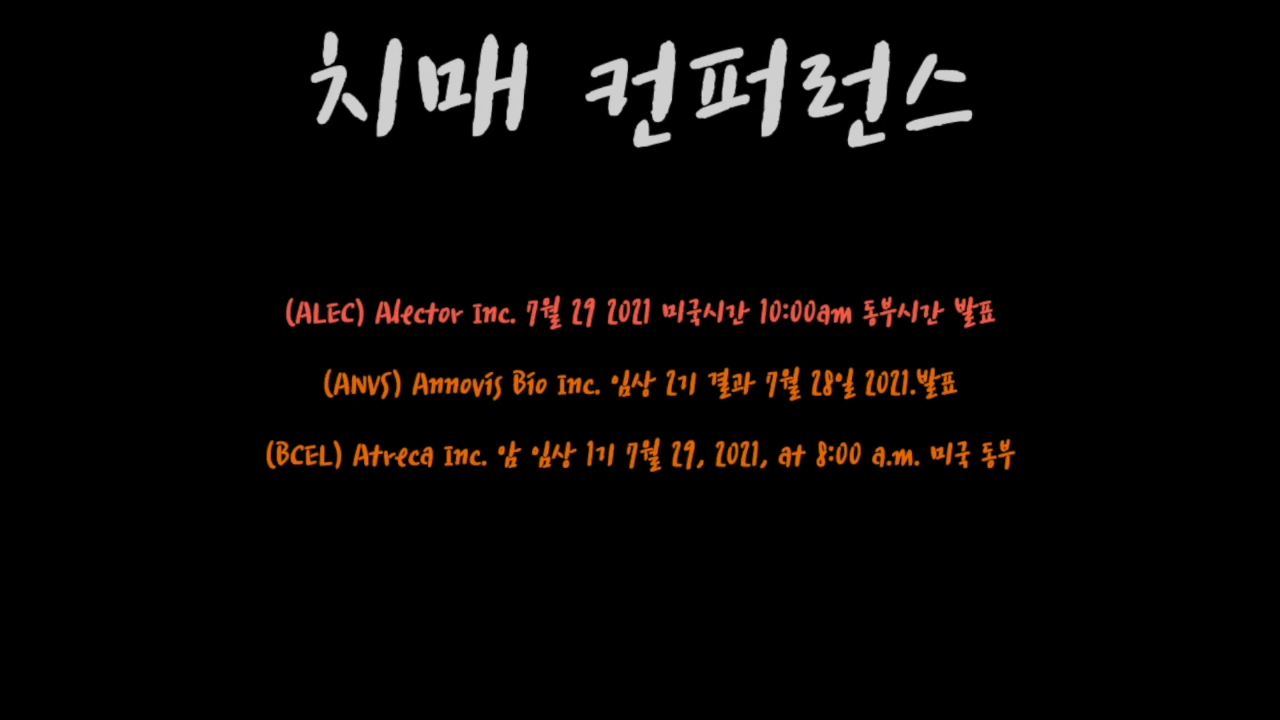 치매 컨퍼런스
(ALEC) Alector Inc. 7월 29 2021 미국시간 10:00am 동부시간 발표
(ANVS) Annovis Bio Inc. 임상 2기 결과 7월 28일 2021.발표
(BCEL) Atreca Inc. 암 임상 1기 7월 29, 2021, at 8:00 a.m. 미국 동부